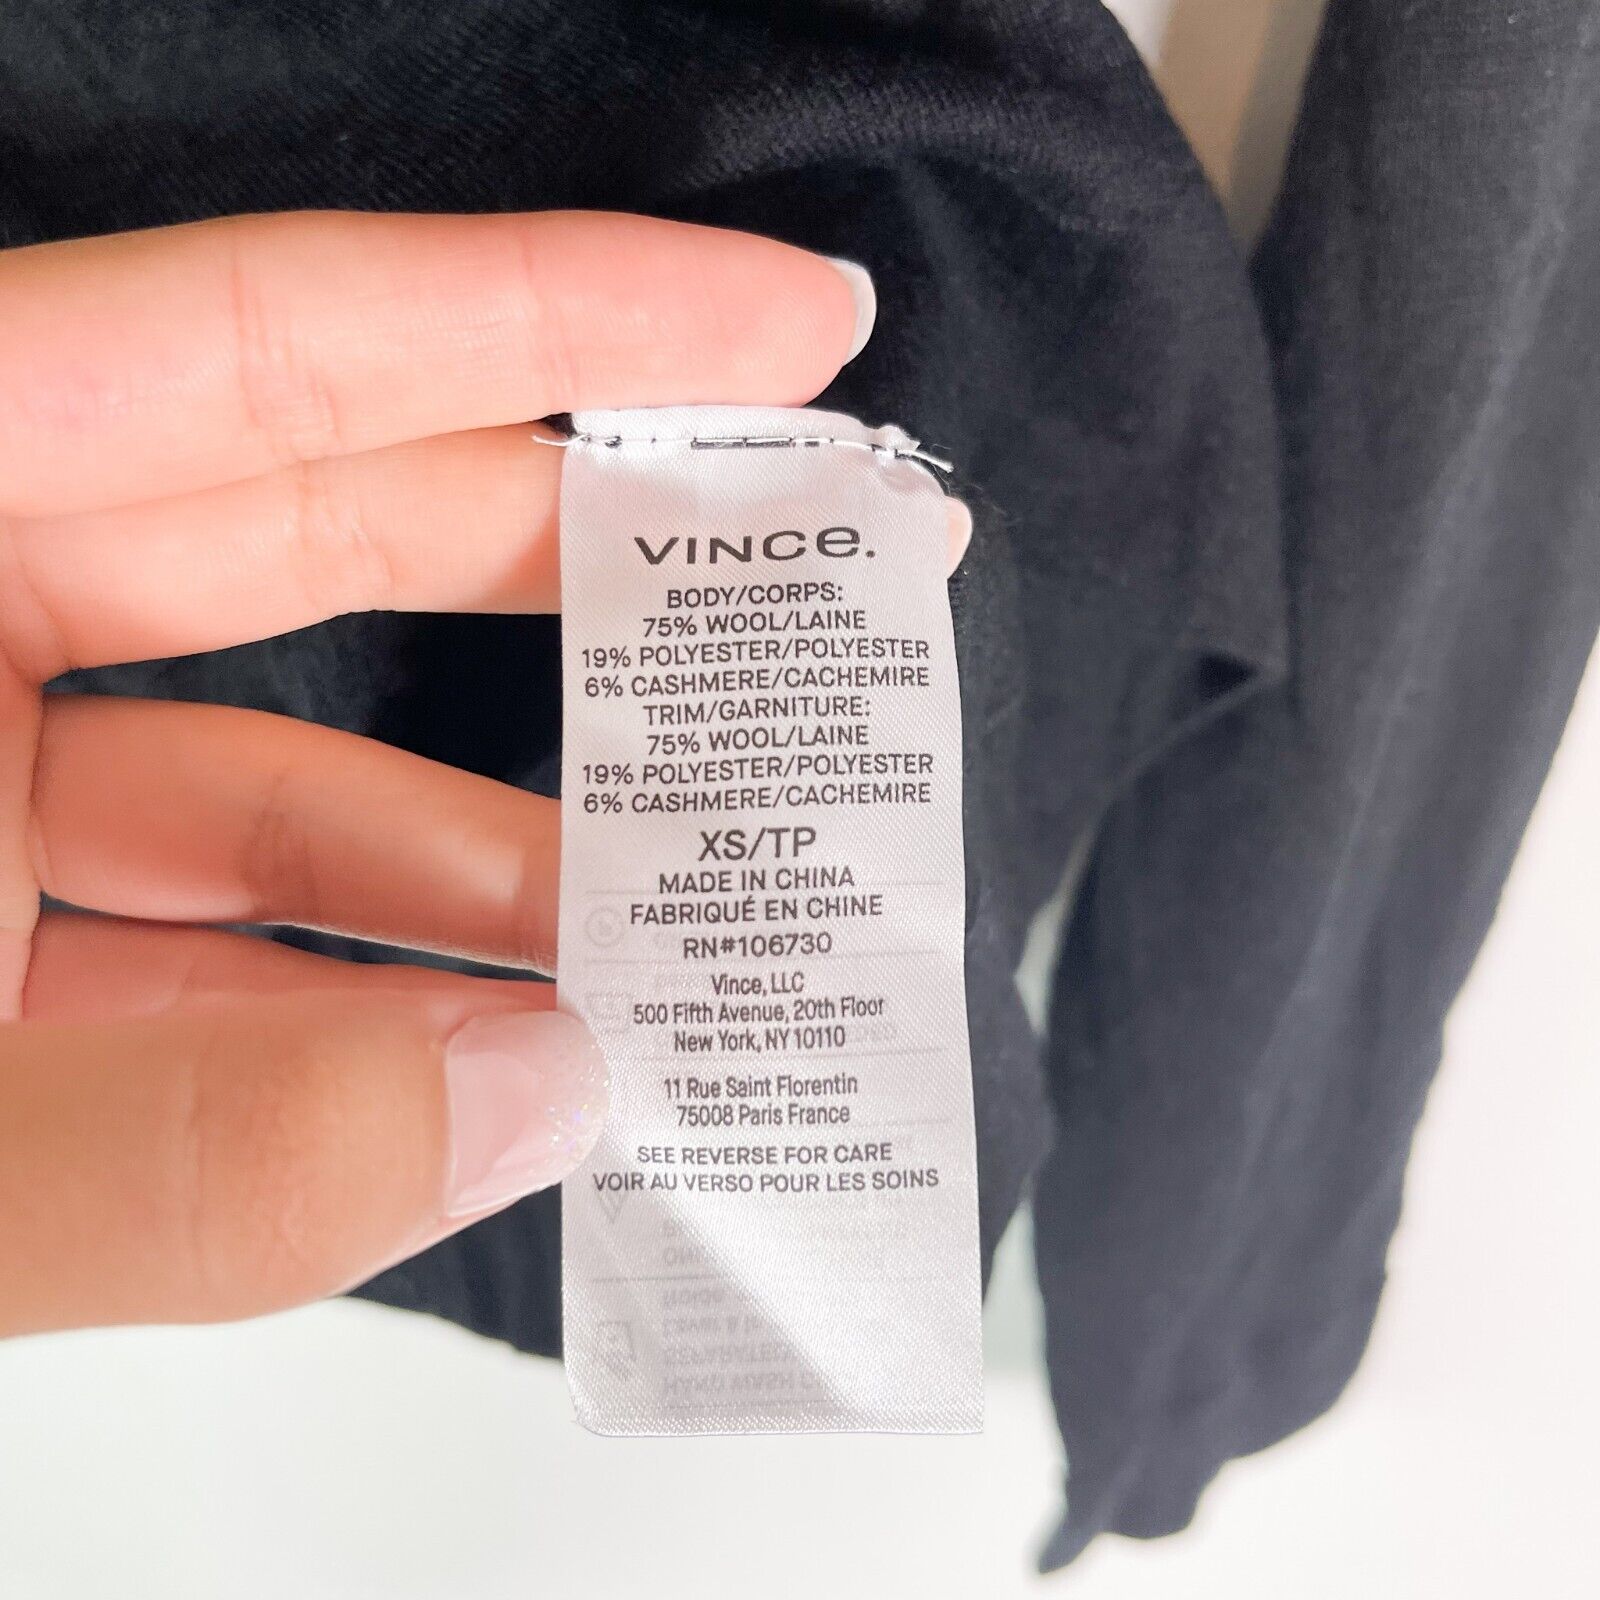 VINCe.
BODY/CORPS:
75% WOOL/LAINE
19% POLYESTER/POLYESTER
6% CASHMERE/CACHEMIRE
TRIM/GARNITURE:
75% WOOL/LAINE
19% POLYESTER/POLYESTER
6% CASHMERE/CACHEMIRE
XS/TP
MADE IN CHINA
FABRIQUÉ EN CHINE
RN#106730
Vince, LLC
500 Fifth Avenue, 20th Floor
New York, NY 10110
11 Rue Saint Florentin
75008 Paris France
SEE REVERSE FOR CARE
VOIR AU VERSO POUR LES SOINS